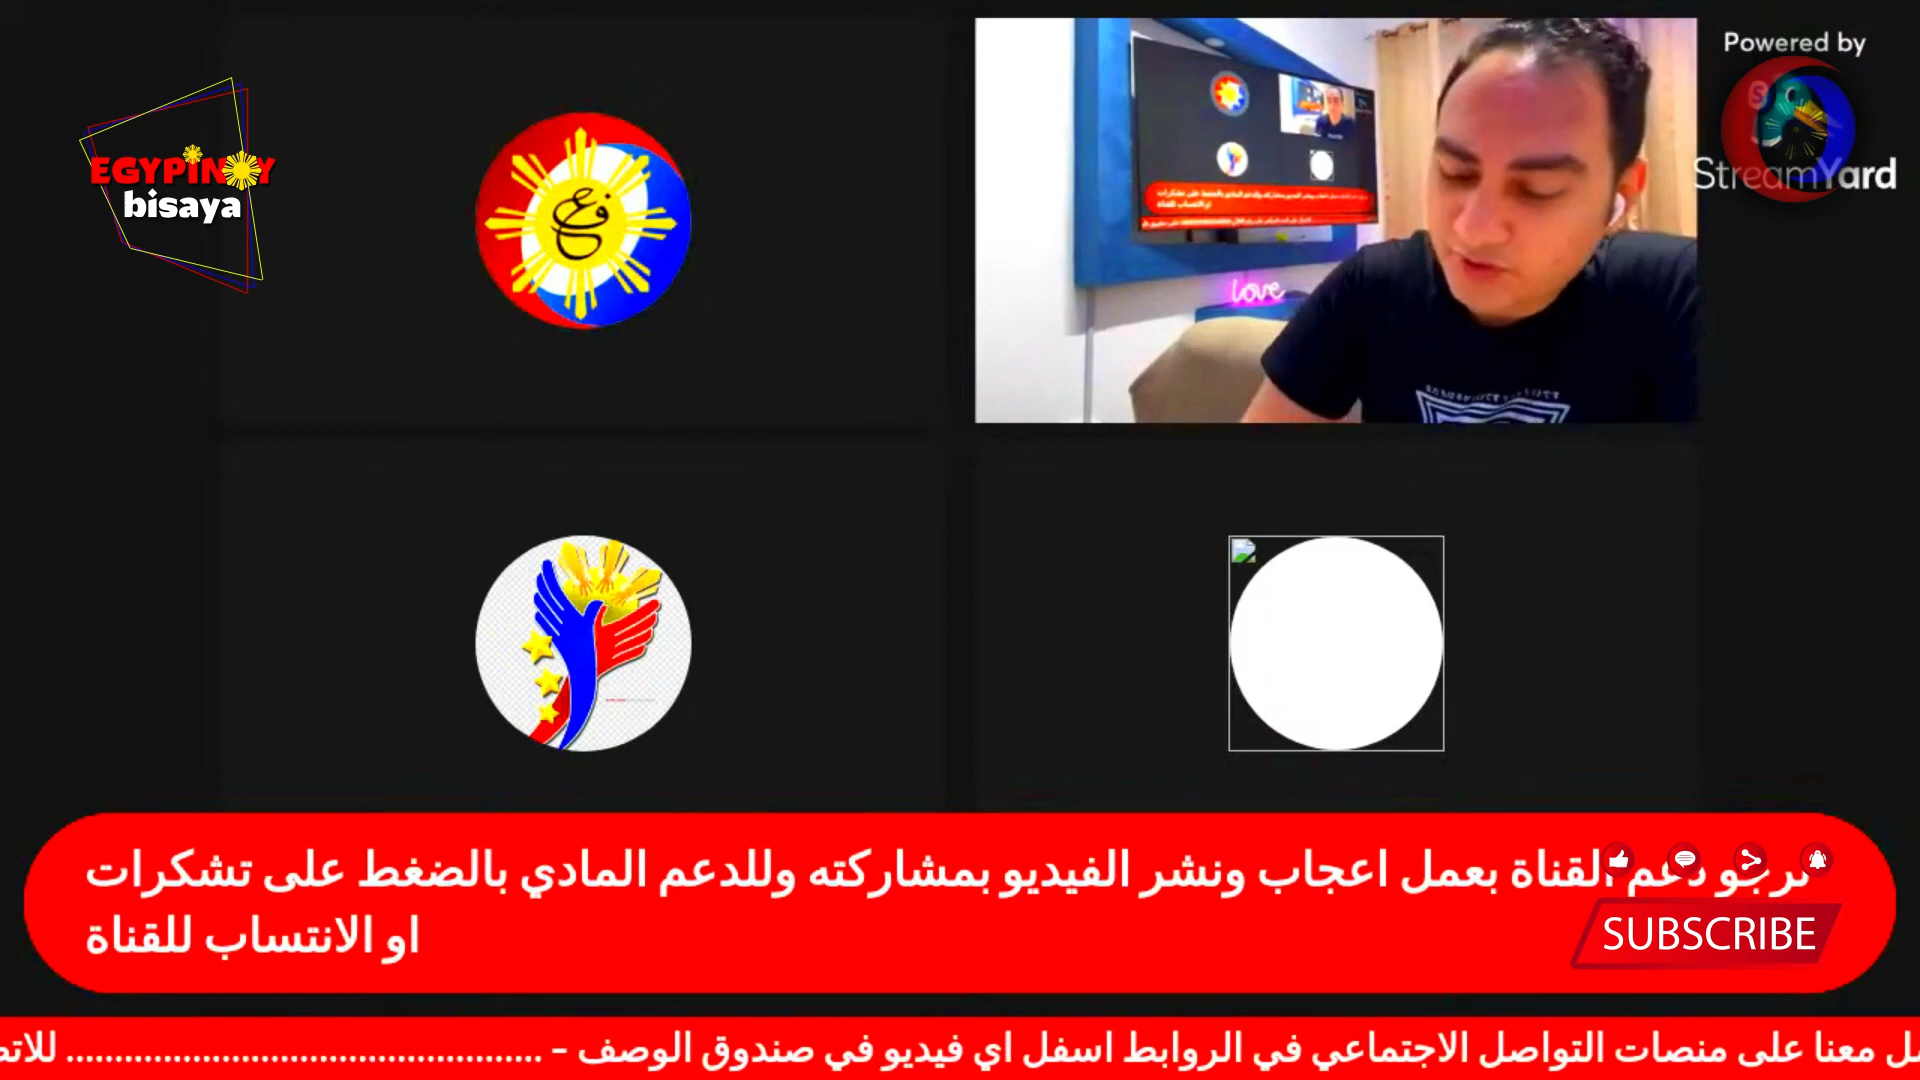 EGYPINOY
bisaya
Powered by
StreamYard
love
نرجو دعم القناة بعمل اعجاب ونشر الفيديو بمشاركته وللدعم المادي بالضغط على تشكرات
او الانتساب للقناة
SUBSCRIBE
معنا على منصات التواصل الاجتماعي في الروابط اسفل اي فيديو في صندوق الوصف - ................................................